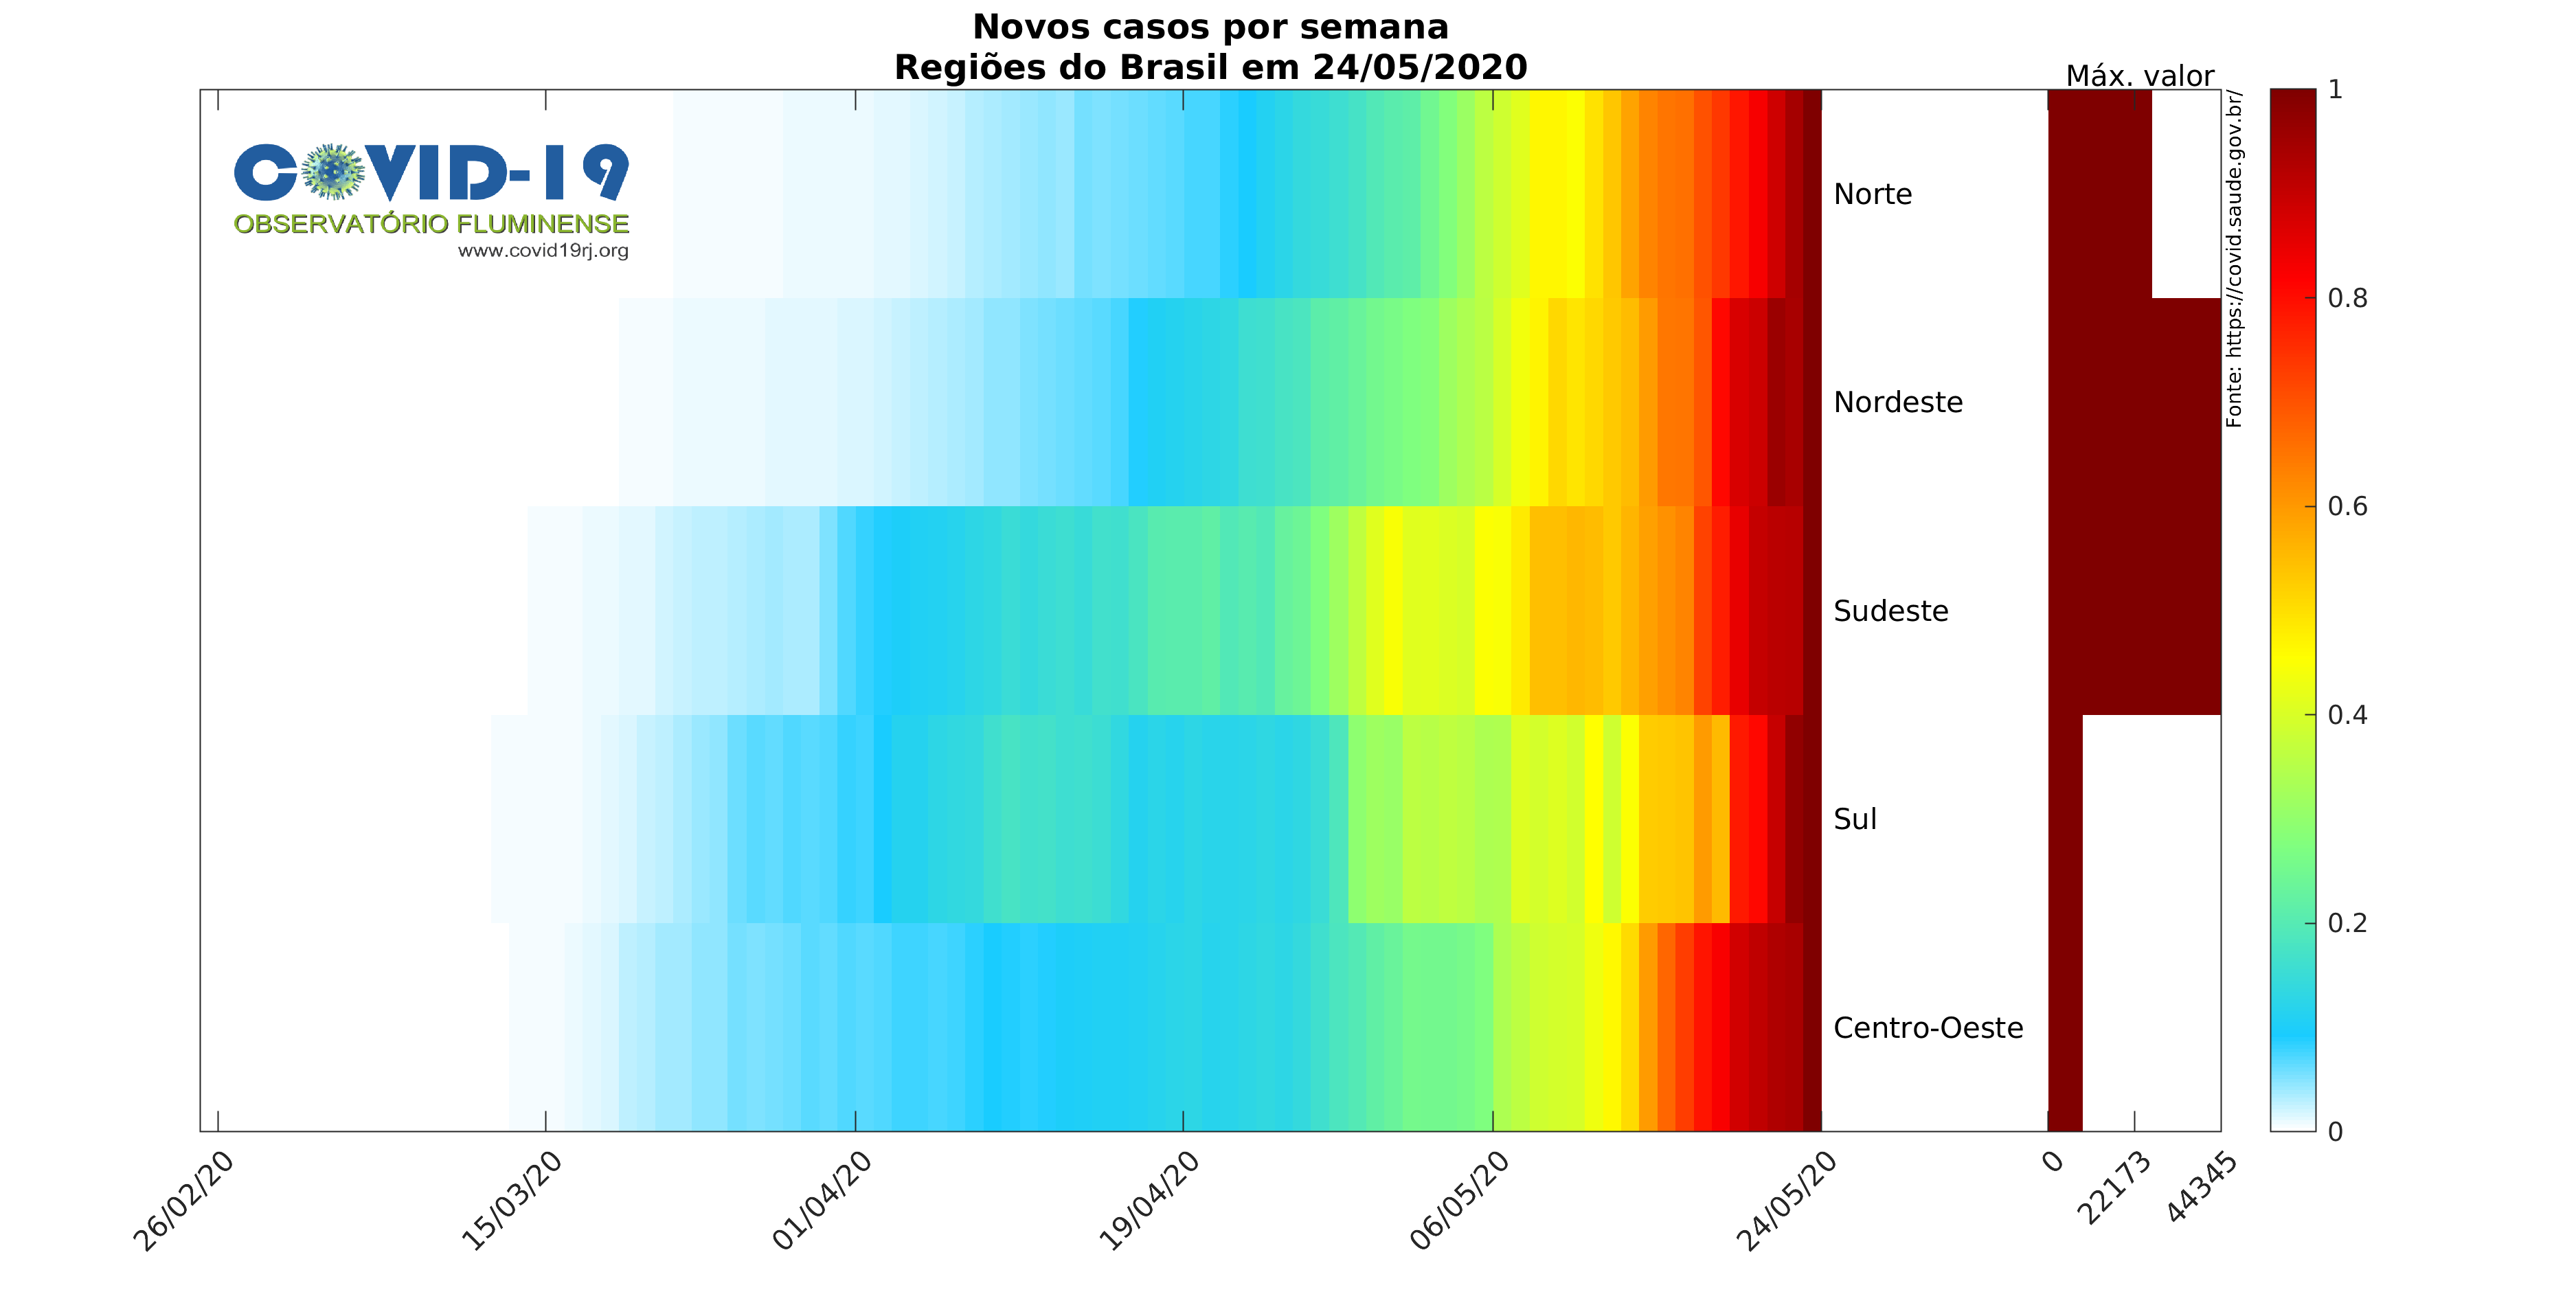 Novos casos por semana
Regiões do Brasil em 24/05/2020
Máx. valor
COVID-19
OBSERVATÓRIO FLUMINENSE
www.covid19rj.org
Norte
Nordeste
Sudeste
Sul
Centro-Oeste
Fonte: https://covid.saude.gov.br/
1
0.8
0.6
0.4
0.2
0
26/02/20
15/03/20
01/04/20
19/04/20
06/05/20
24/05/20
0
22173
44345